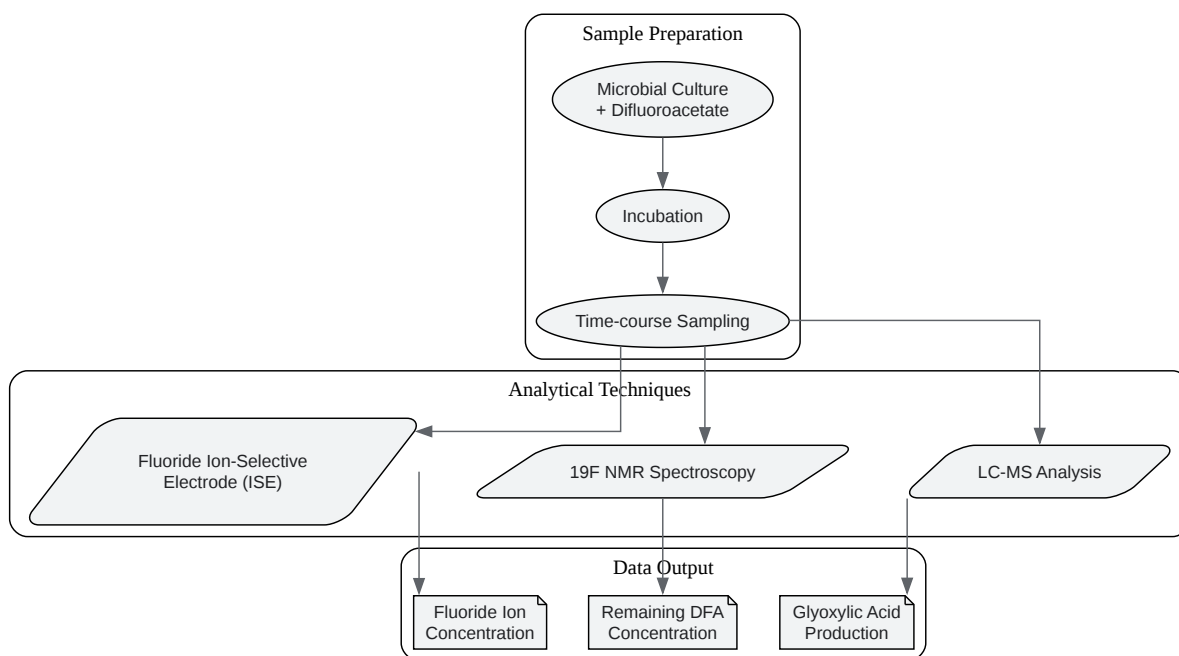 Sample Preparation
Microbial Culture
+ Difluoroacetate
Incubation
Time-course Sampling
Analytical Techniques
Fluoride Ion-Selective
Electrode (ISE)
19F NMR Spectroscopy
LC-MS Analysis
Data Output
Fluoride Ion
Concentration
Remaining DFA
Concentration
Glyoxylic Acid
Production